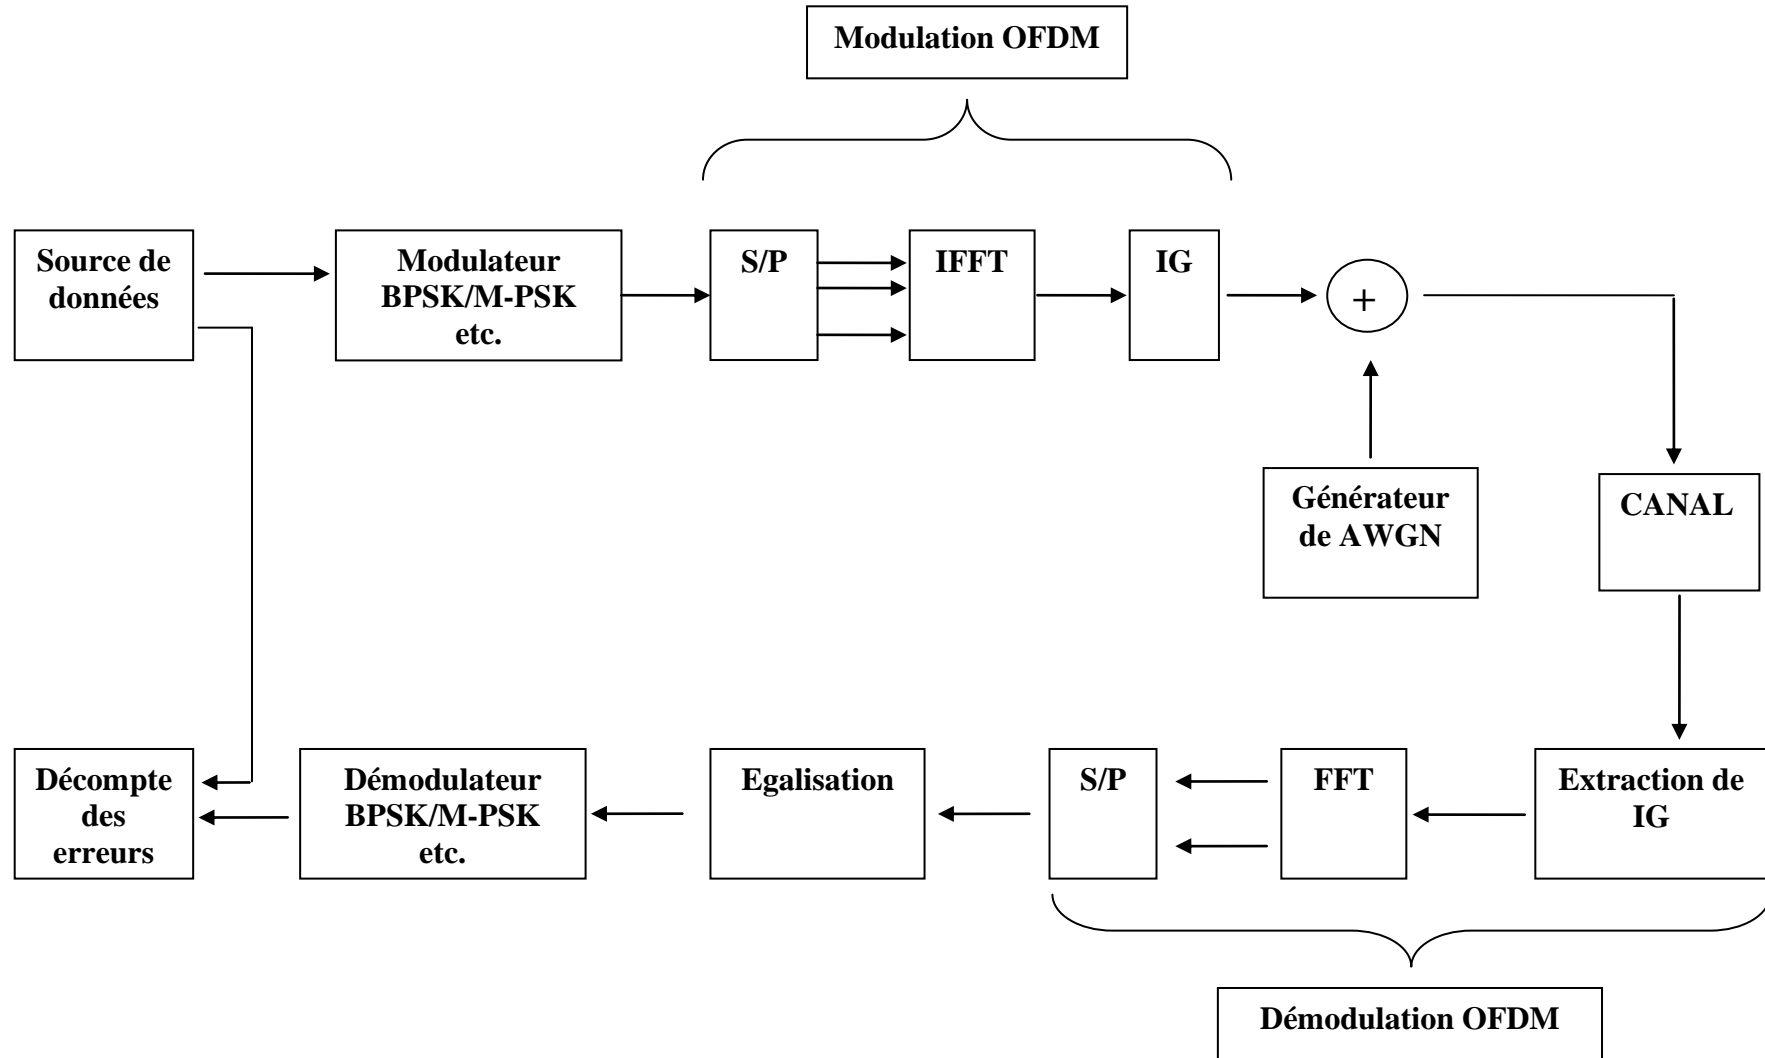 Modulation OFDM
Source de
données
Modulateur
BPSK/M-PSK
etc.
S/P
IFFT
IG
+
Générateur
de AWGN
CANAL
Décompte
des
erreurs
Démodulateur
BPSK/M-PSK
etc.
Egalisation
S/P
FFT
Extraction de
IG
Démodulation OFDM